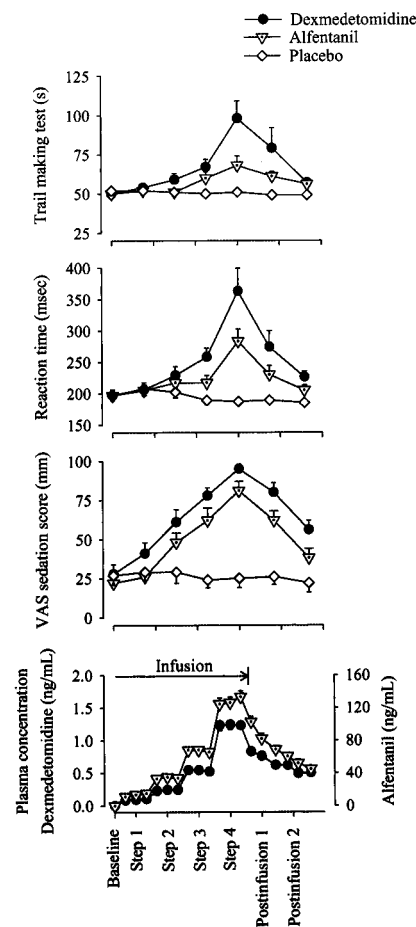 Dexmedetomidine
Alfentanil
Placebo
Trail making test (s)
125
100
75
50
25
Reaction time (msec)
400
350
300
250
200
150
VAS sedation score (mm)
100
75
50
25
0
Infusion
Plasma concentration
Dexmedetomidine (ng/mL)
2.0
1.5
1.0
0.5
0.0
160
120
80
40
0
Alfentanil (ng/mL)
Baseline
Step 1
Step 2
Step 3
Step 4
Postinfusion 1
Postinfusion 2